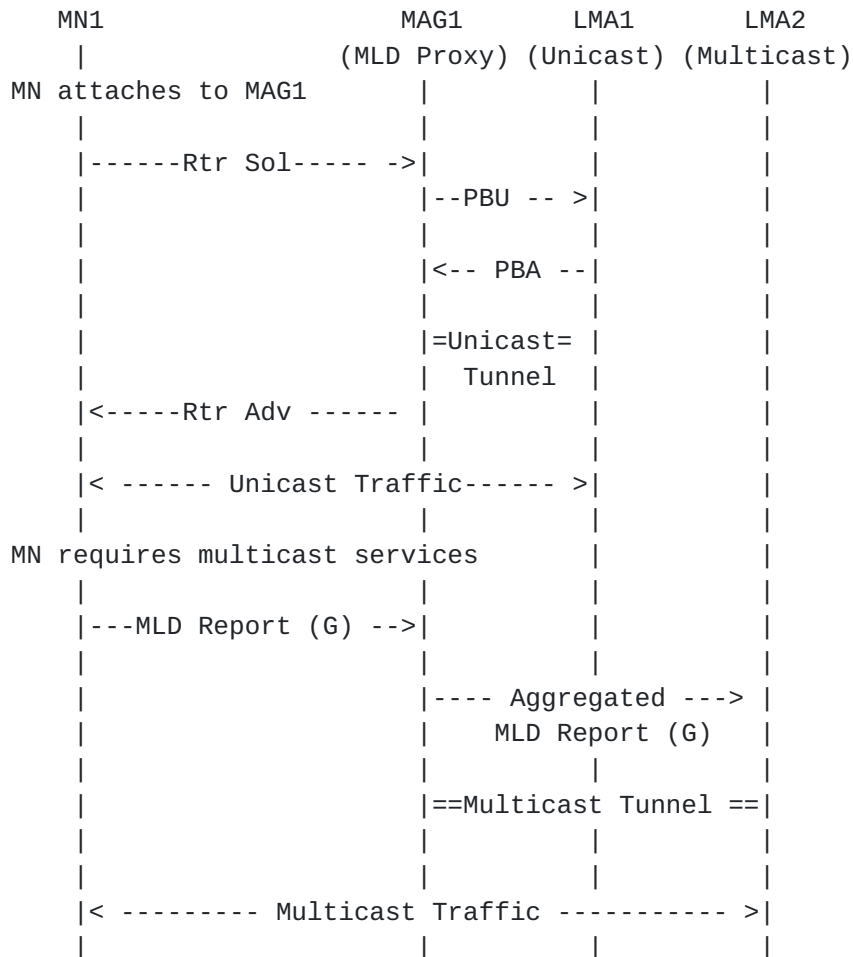 MN1 MAG1 LMA1 LMA2
| (MLD Proxy) (Unicast) (Multicast)
MN attaches to MAG1 | | |
| | | |
|------Rtr Sol----- ->| | |
| |--PBU -- >| |
| | | |
| |<-- PBA --| |
| | | |
| |=Unicast= | |
| | Tunnel | |
|<-----Rtr Adv ------ | | |
| | | |
|< ------ Unicast Traffic------ >| |
| | | |
MN requires multicast services | |
| | | |
|---MLD Report (G) -->| | |
| | | |
| |---- Aggregated ---> |
| | MLD Report (G) |
| | | |
| |==Multicast Tunnel ==|
| | | |
| | | |
|< --------- Multicast Traffic ----------- >|
| | | |